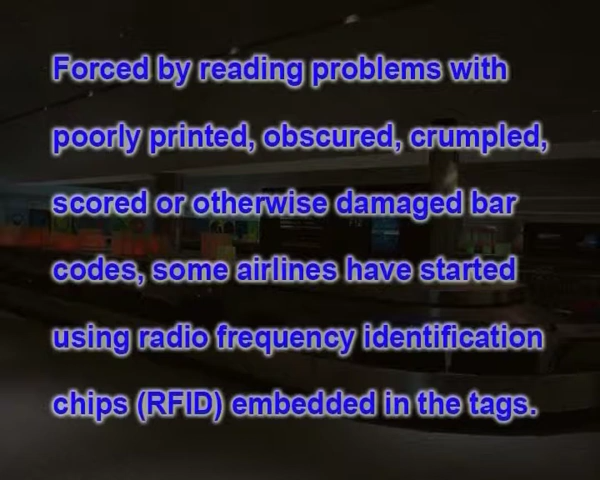 Forced by reading problems with
poorly printed, obscured, crumpled,
scored or otherwise damaged bar
codes, some airlines have started
using radio frequency identification
chips (RFID) embedded in the tags.